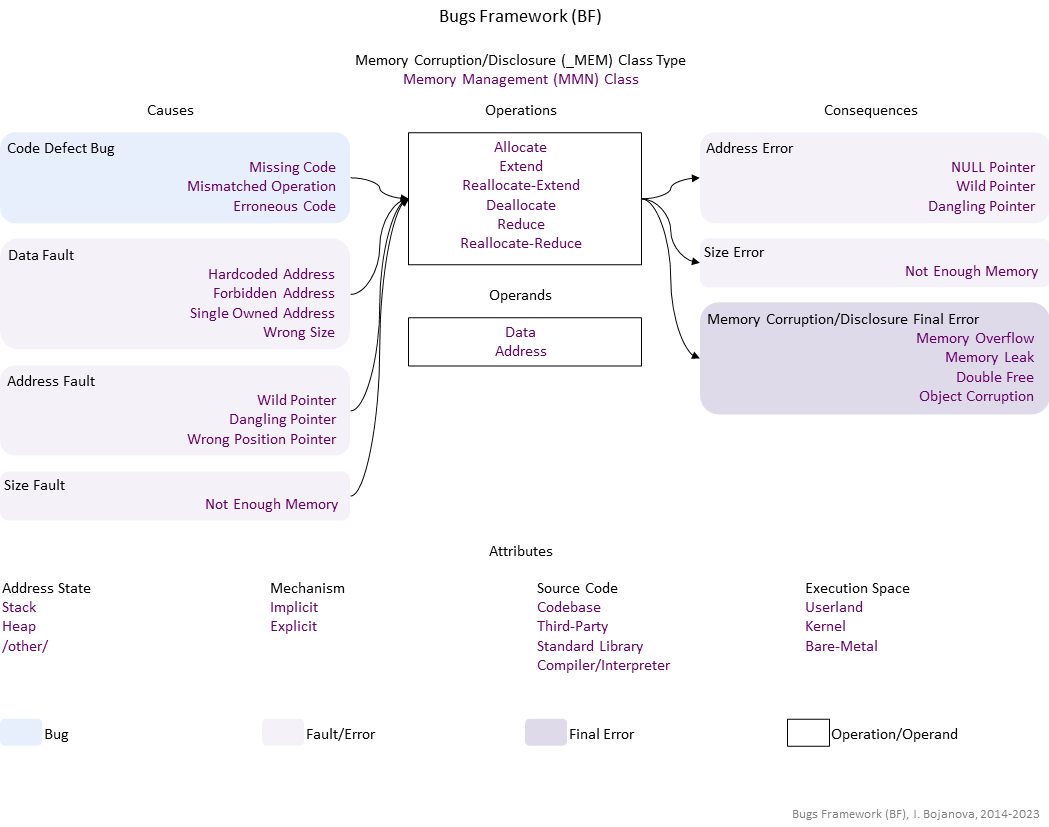 Bugs Framework (BF)
Memory Corruption/Disclosure (_MEM) Class Type
Memory Management (MMN) Class
Causes
Code Defect Bug
Missing Code
Mismatched Operation
Erroneous Code
Data Fault
Hardcoded Address
Forbidden Address
Single Owned Address
Wrong Size
Address Fault
Wild Pointer
Dangling Pointer
Wrong Position Pointer
Size Fault
Not Enough Memory
Operations
Allocate
Extend
Reallocate-Extend
Deallocate
Reduce
Reallocate-Reduce
Operands
Data
Address
Consequences
Address Error
NULL Pointer
Wild Pointer
Dangling Pointer
Size Error
Not Enough Memory
Memory Corruption/Disclosure Final Error
Memory Overflow
Memory Leak
Double Free
Object Corruption
Attributes
Address State
Stack
Heap
/other/
Mechanism
Implicit
Explicit
Source Code
Codebase
Third-Party
Standard Library
Compiler/Interpreter
Execution Space
Userland
Kernel
Bare-Metal
Bug
Fault/Error
Final Error
Operation/Operand
Bugs Framework (BF), I. Bojanova, 2014-2023